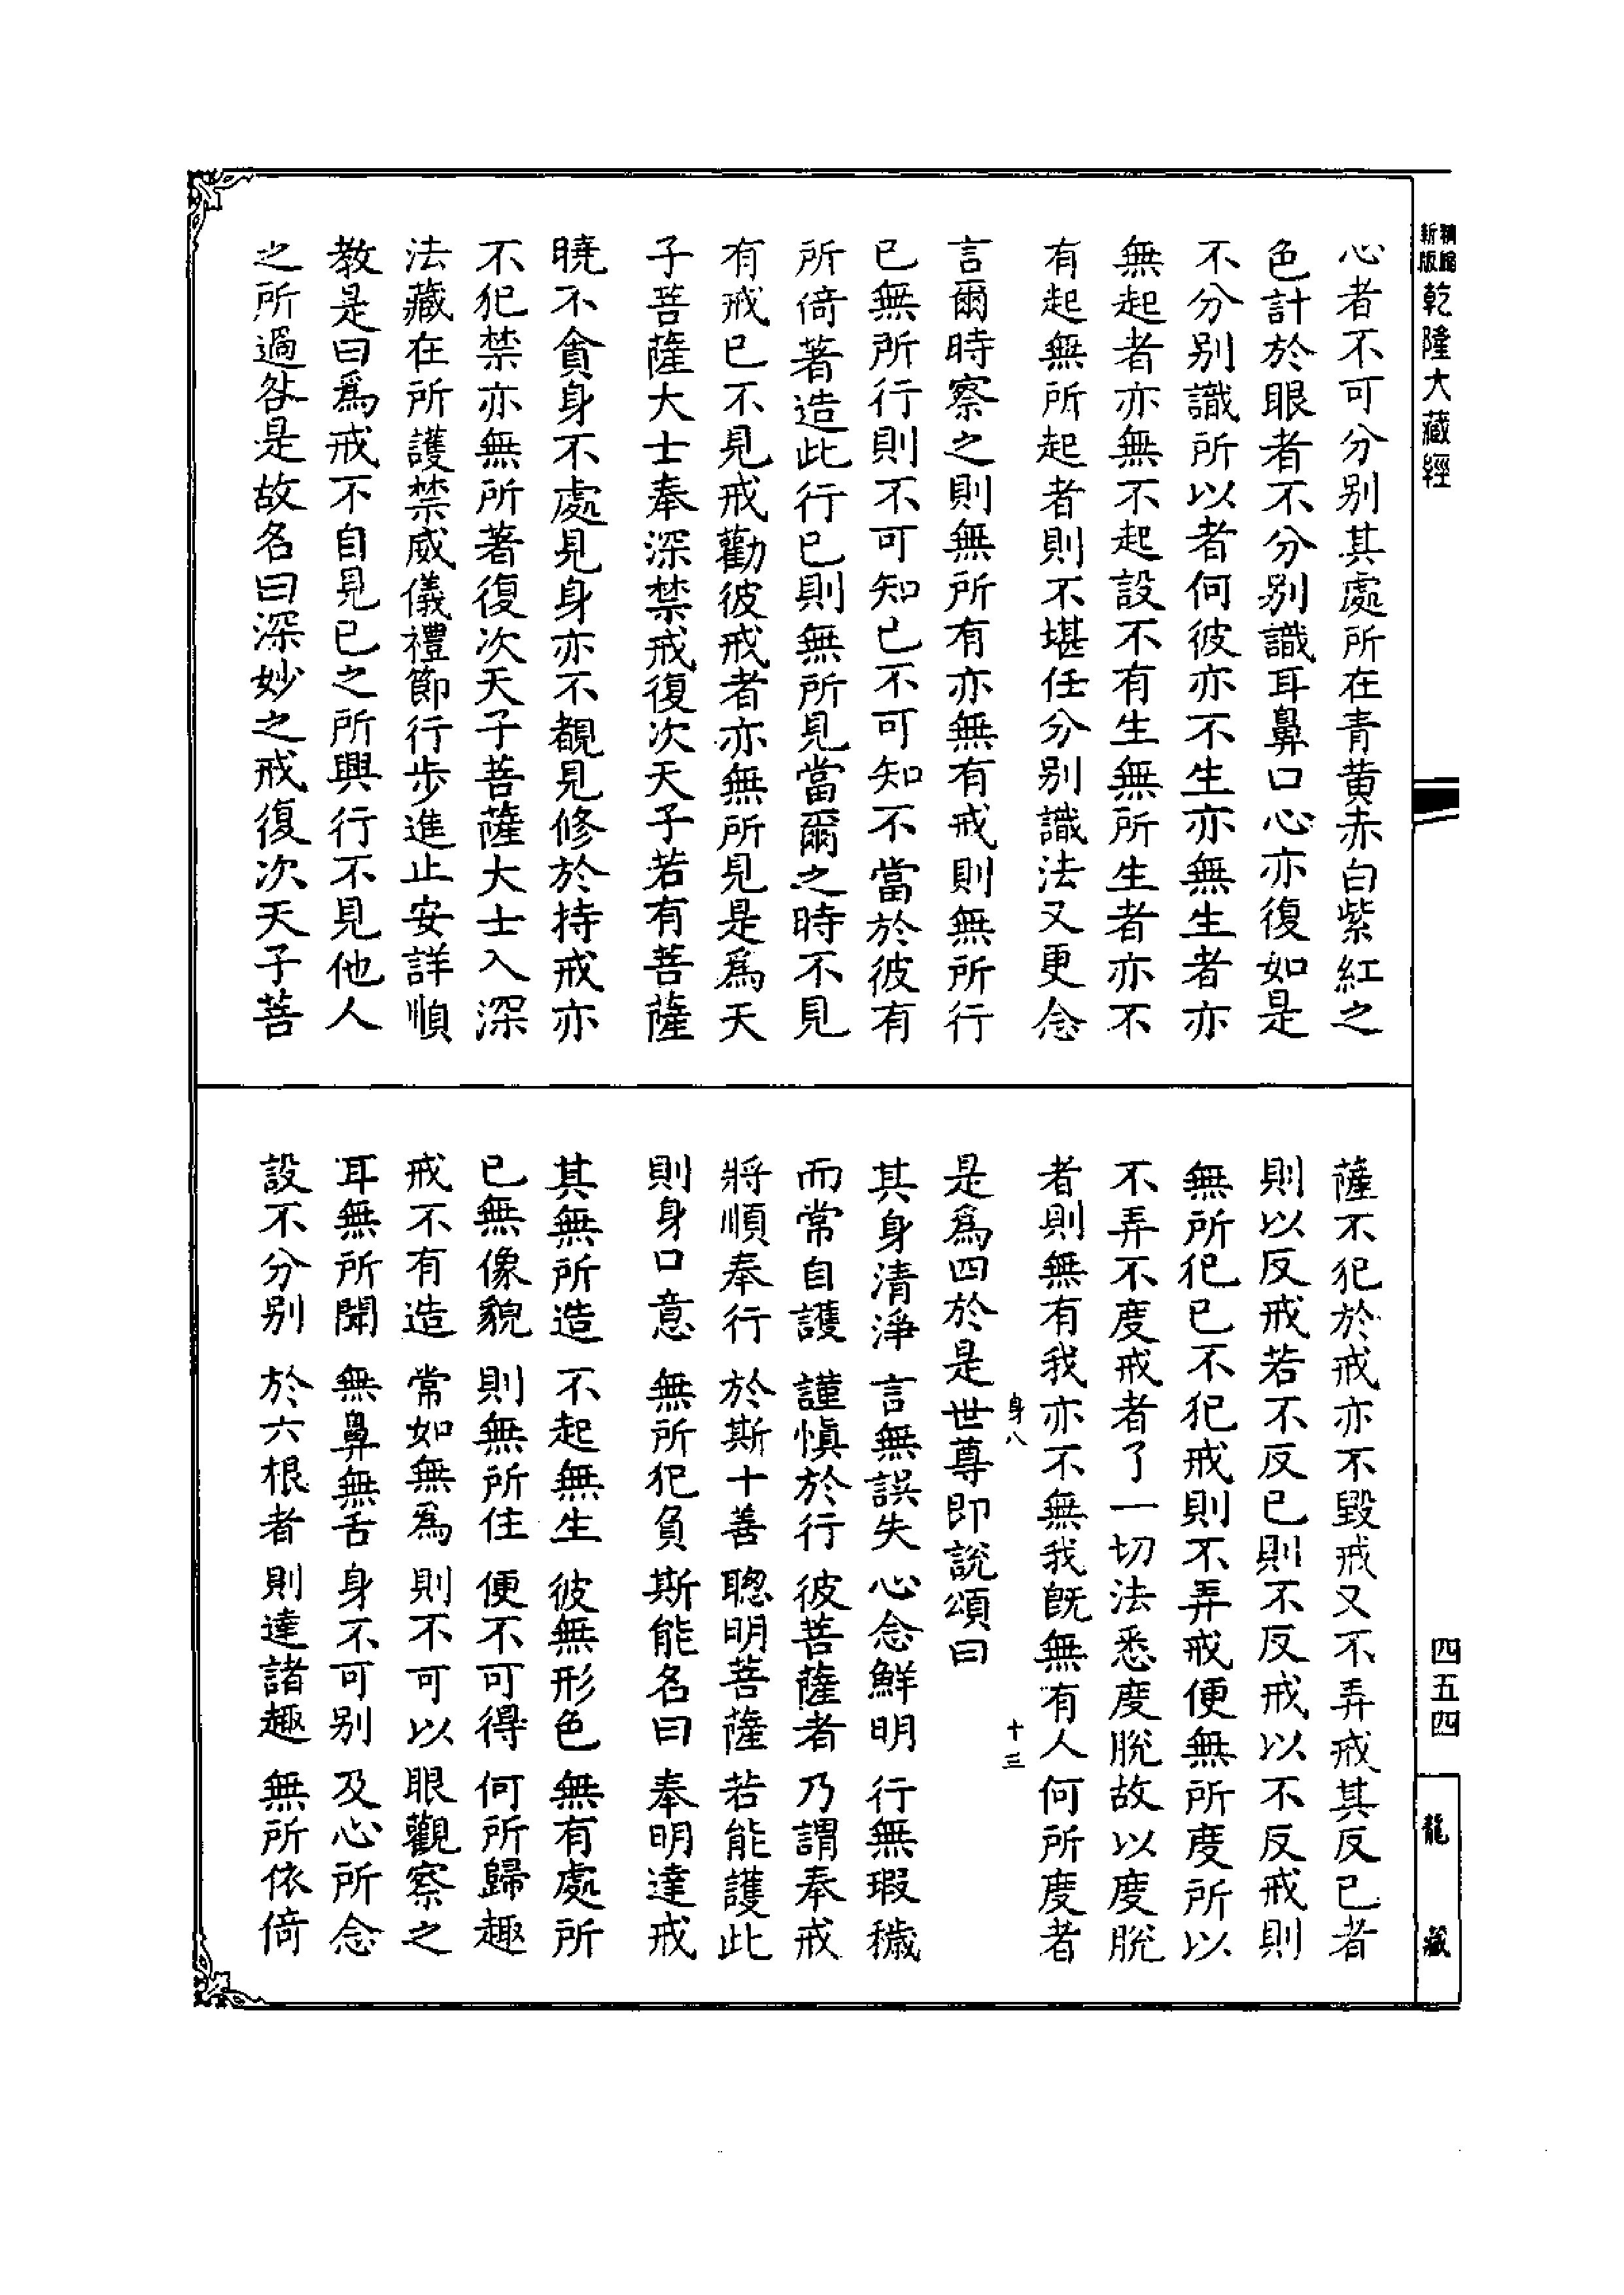 新版
精縮
乾隆大藏經
心者不可分別其處所在青黃赤白紫紅之
色計於眼者不分別識耳鼻口心亦復如是
不分別識所以者何彼亦不生亦無生者亦
無起者亦無不起設不有生無所生者亦不
有起無所起者則不堪任分別識法又更念
言爾時察之則無所有亦無有戒則無所行
已無所行則不可知已不可知不當於彼有
所倚著造此行已則無所見當爾之時不見
有戒已不見戒勸彼戒者亦無所見是爲天
子菩薩大士奉深禁戒復次天子若有菩薩
曉不貪身不處見身亦不覩見修於持戒亦
不犯禁亦無所著復次天子菩薩大士入深
法藏在所護禁威儀禮節行步進止安詳順
教是曰爲戒不自見已之所興行不見他人
之所過咎是故名曰深妙之戒復次天子菩
薩不犯於戒亦不毀戒又不弄戒其反已者
則以反戒若不反已則不反戒以不反戒則
無所犯已不犯戒則不弄戒便無所度所以
不弄不度戒者了一切法悉度脫故以度脫
者則無有我亦不無我既無有人何所度者
身八
十三
是爲四於是世尊即說頌曰
其身清淨 言無誤失 心念鮮明 行無瑕穢
而常自護 謹愼於行 彼菩薩者 乃謂奉戒
將順奉行 於斯十善 聰明菩薩 若能護此
則身口意 無所犯負 斯能名曰 奉明達戒
其無所造 不起無生 彼無形色 無有處所
已無像貌 則無所住 便不可得 何所歸趣
戒不有造 常如無爲 則不可以 眼觀察之
耳無所聞 無鼻無舌 身不可別 及心所念
設不分別 於六根者 則達諸趣 無所依倚
四五四
龍藏